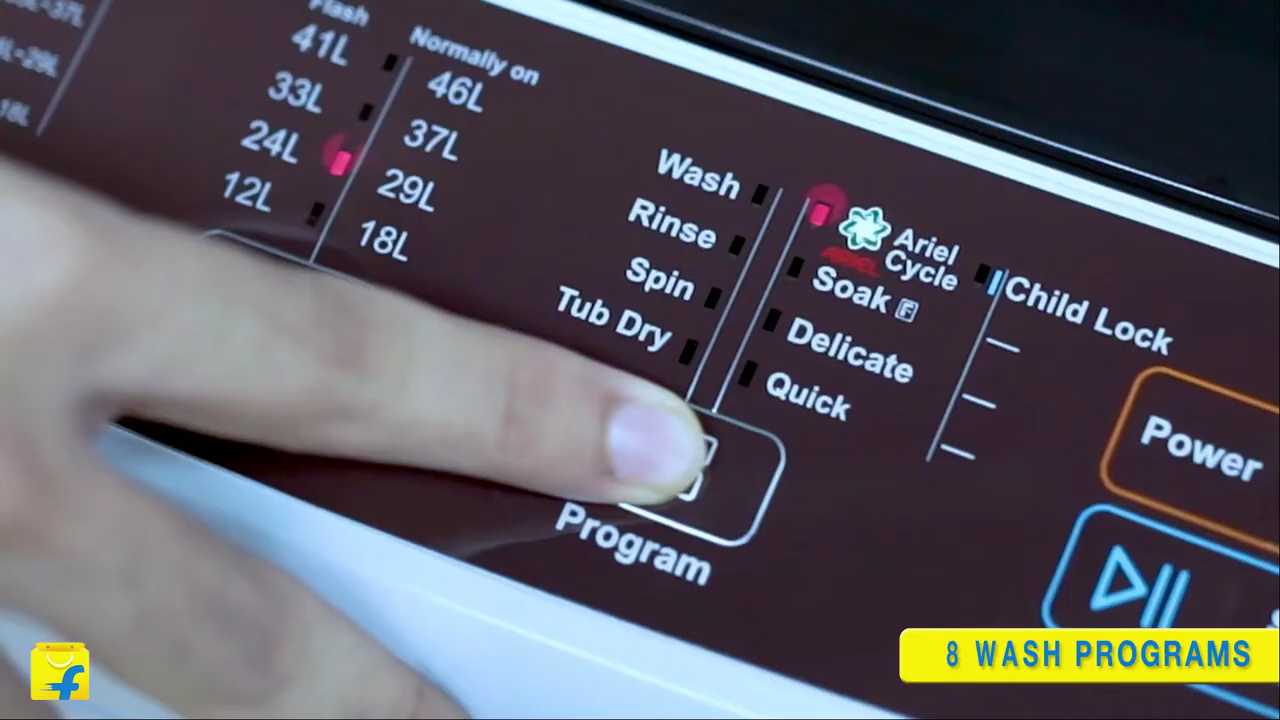 Flash
Normally on
41L
46L
33L
37L
24L
29L
12L
18L
Wash
Rinse
Spin
Tub Dry
Ariel
Cycle
Soak
Delicate
Quick
Child Lock
Program
Power
8 WASH PROGRAMS